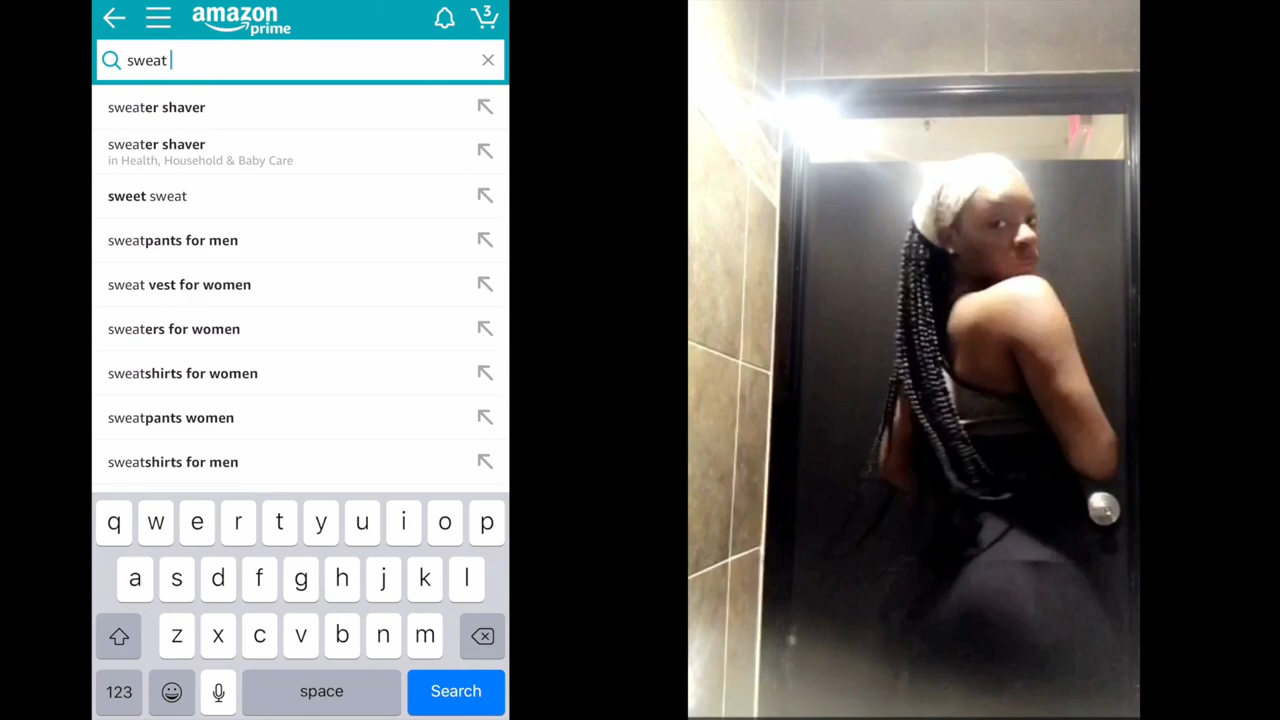 amazon
prime
3
sweat
sweater shaver
sweater shaver
in Health, Household & Baby Care
sweet sweat
sweatpants for men
sweat vest for women
sweaters for women
sweatshirts for women
sweatpants women
sweatshirts for men
q w e r t y u i o p
a s d f g h j k l
z x c v b n m
123 space Search